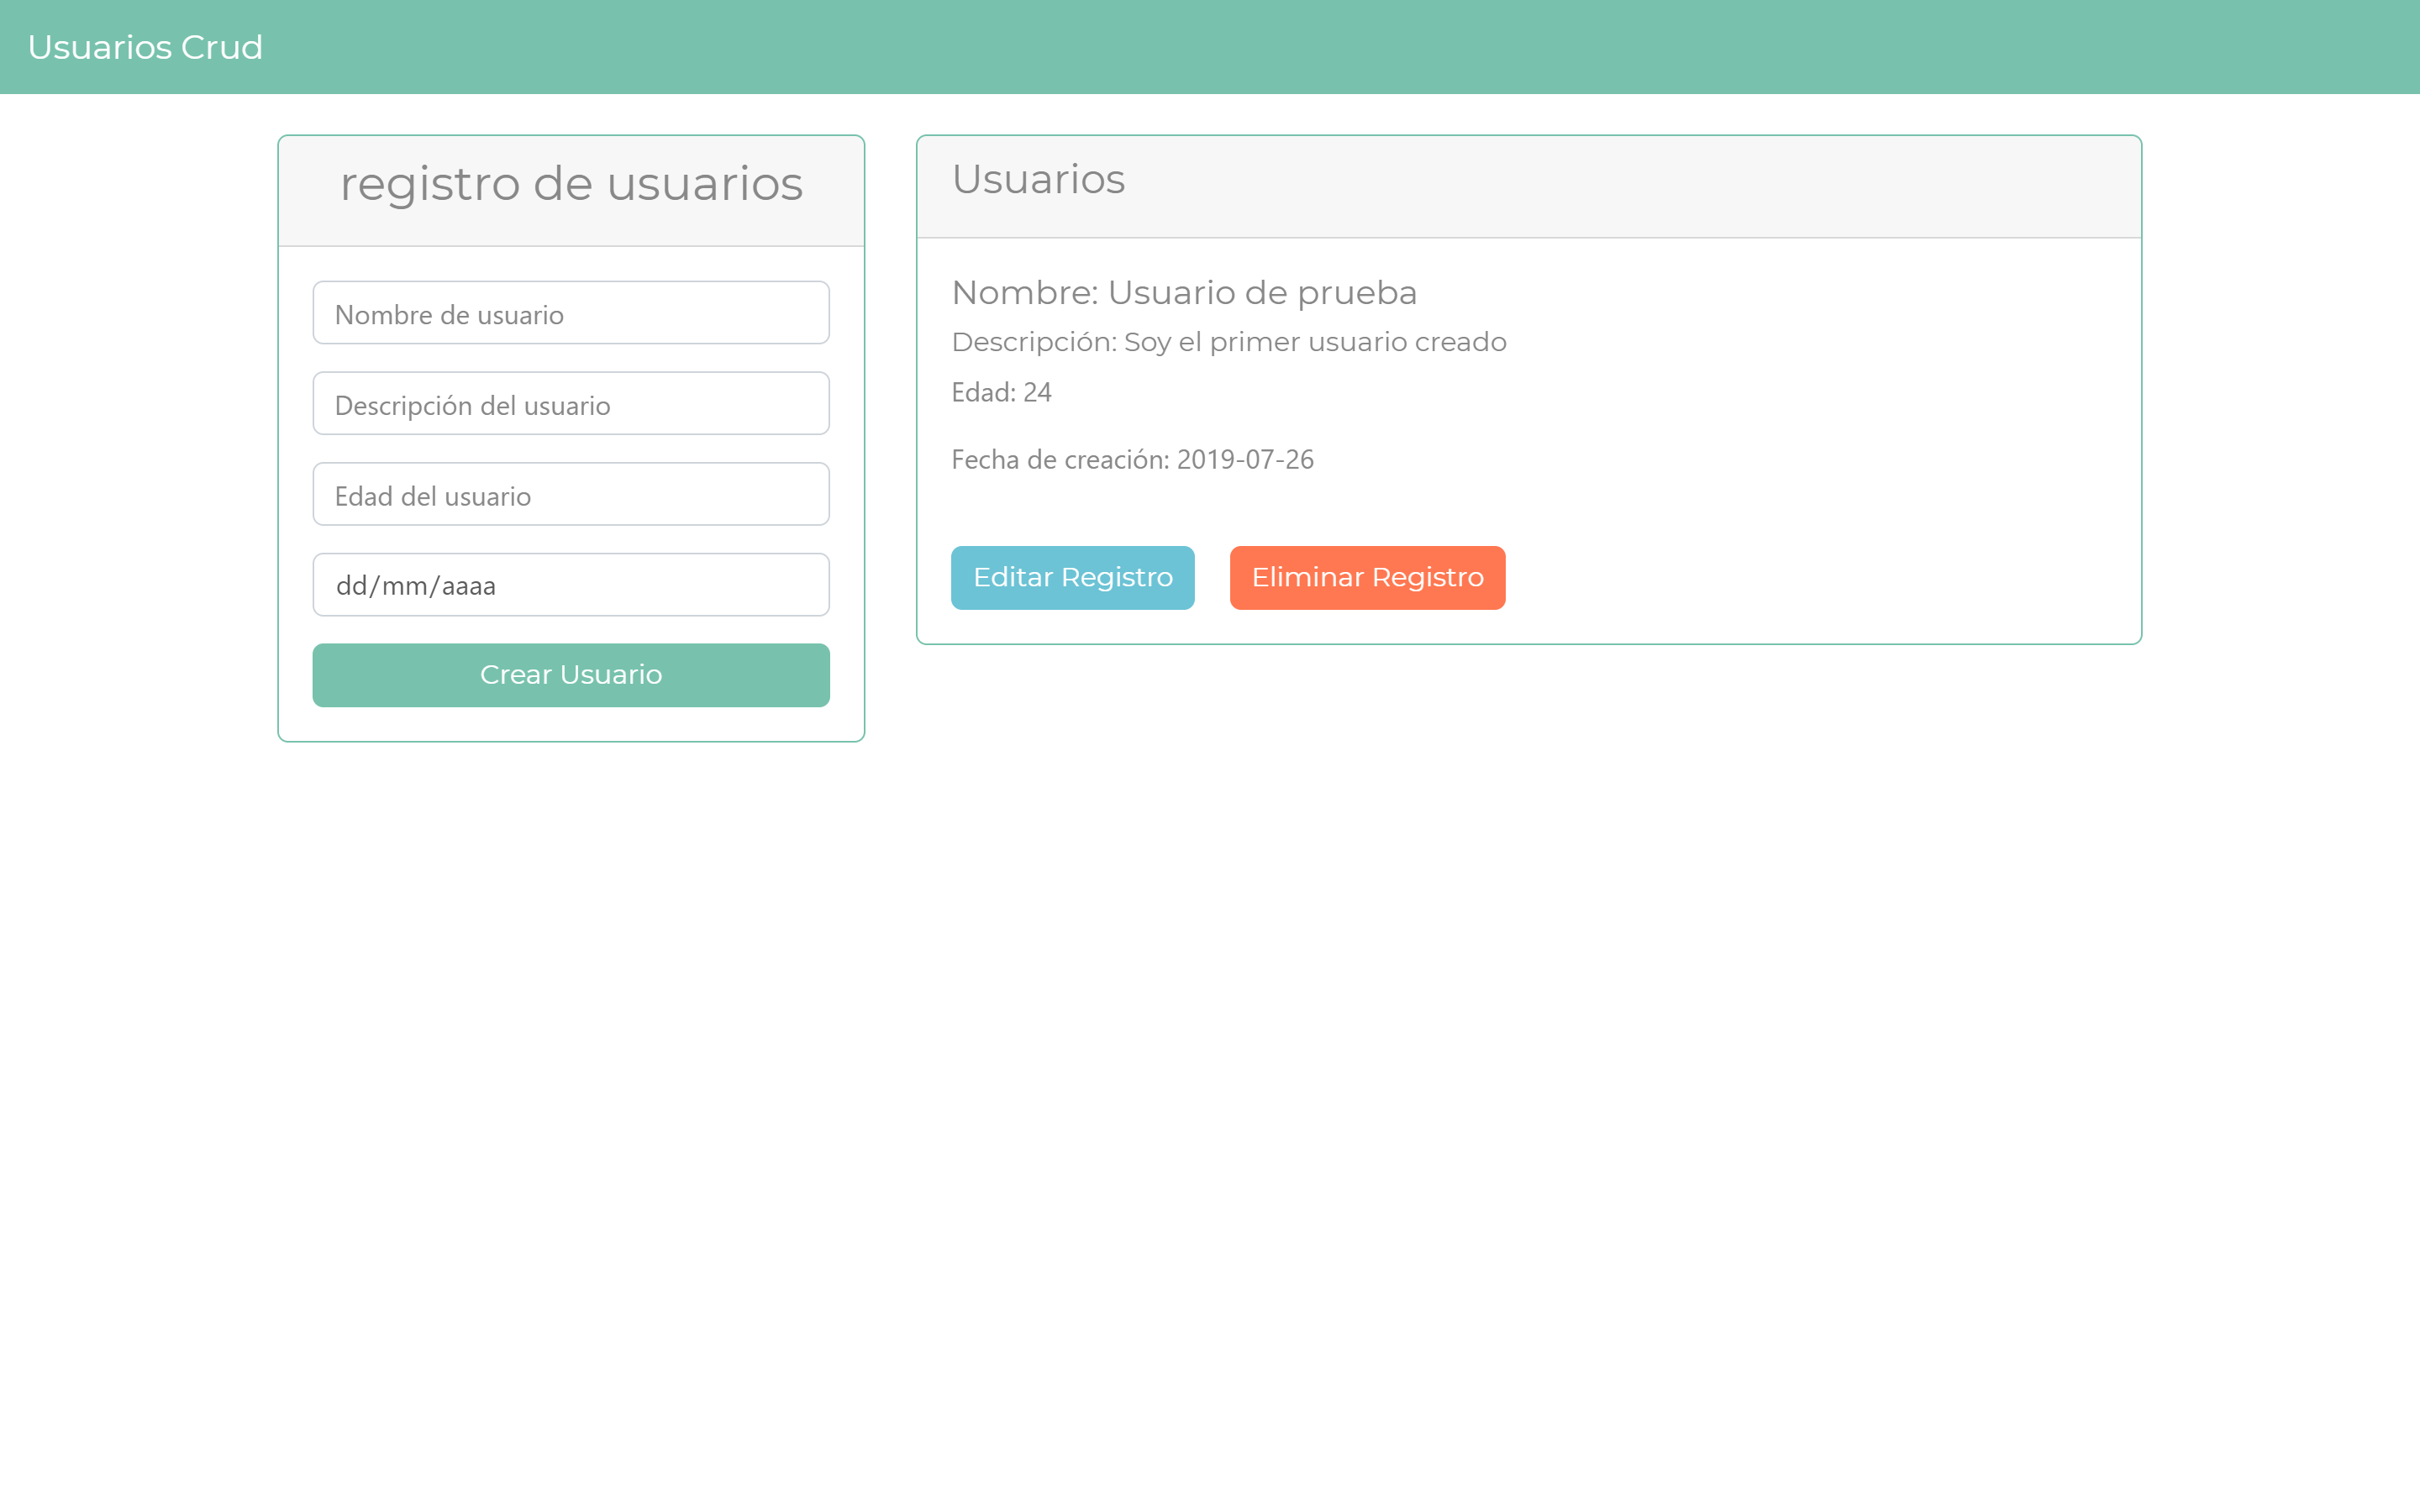 Usuarios Crud
registro de usuarios
Nombre de usuario
Descripción del usuario
Edad del usuario
dd/mm/aaaa
Crear Usuario
Usuarios
Nombre: Usuario de prueba
Descripción: Soy el primer usuario creado
Edad: 24
Fecha de creación: 2019-07-26
Editar Registro
Eliminar Registro